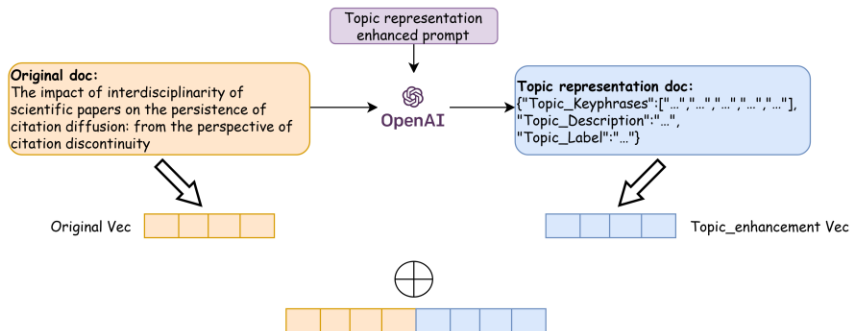 Topic representation
enhanced prompt
Original doc:
The impact of interdisciplinarity of
scientific papers on the persistence of
citation diffusion: from the perspective of
citation discontinuity
OpenAI
Topic representation doc:
{"Topic_Keyphrases":["…","…","…","…","…"],
"Topic_Description":"…",
"Topic_Label":"…"}
Original Vec
Topic_enhancement Vec